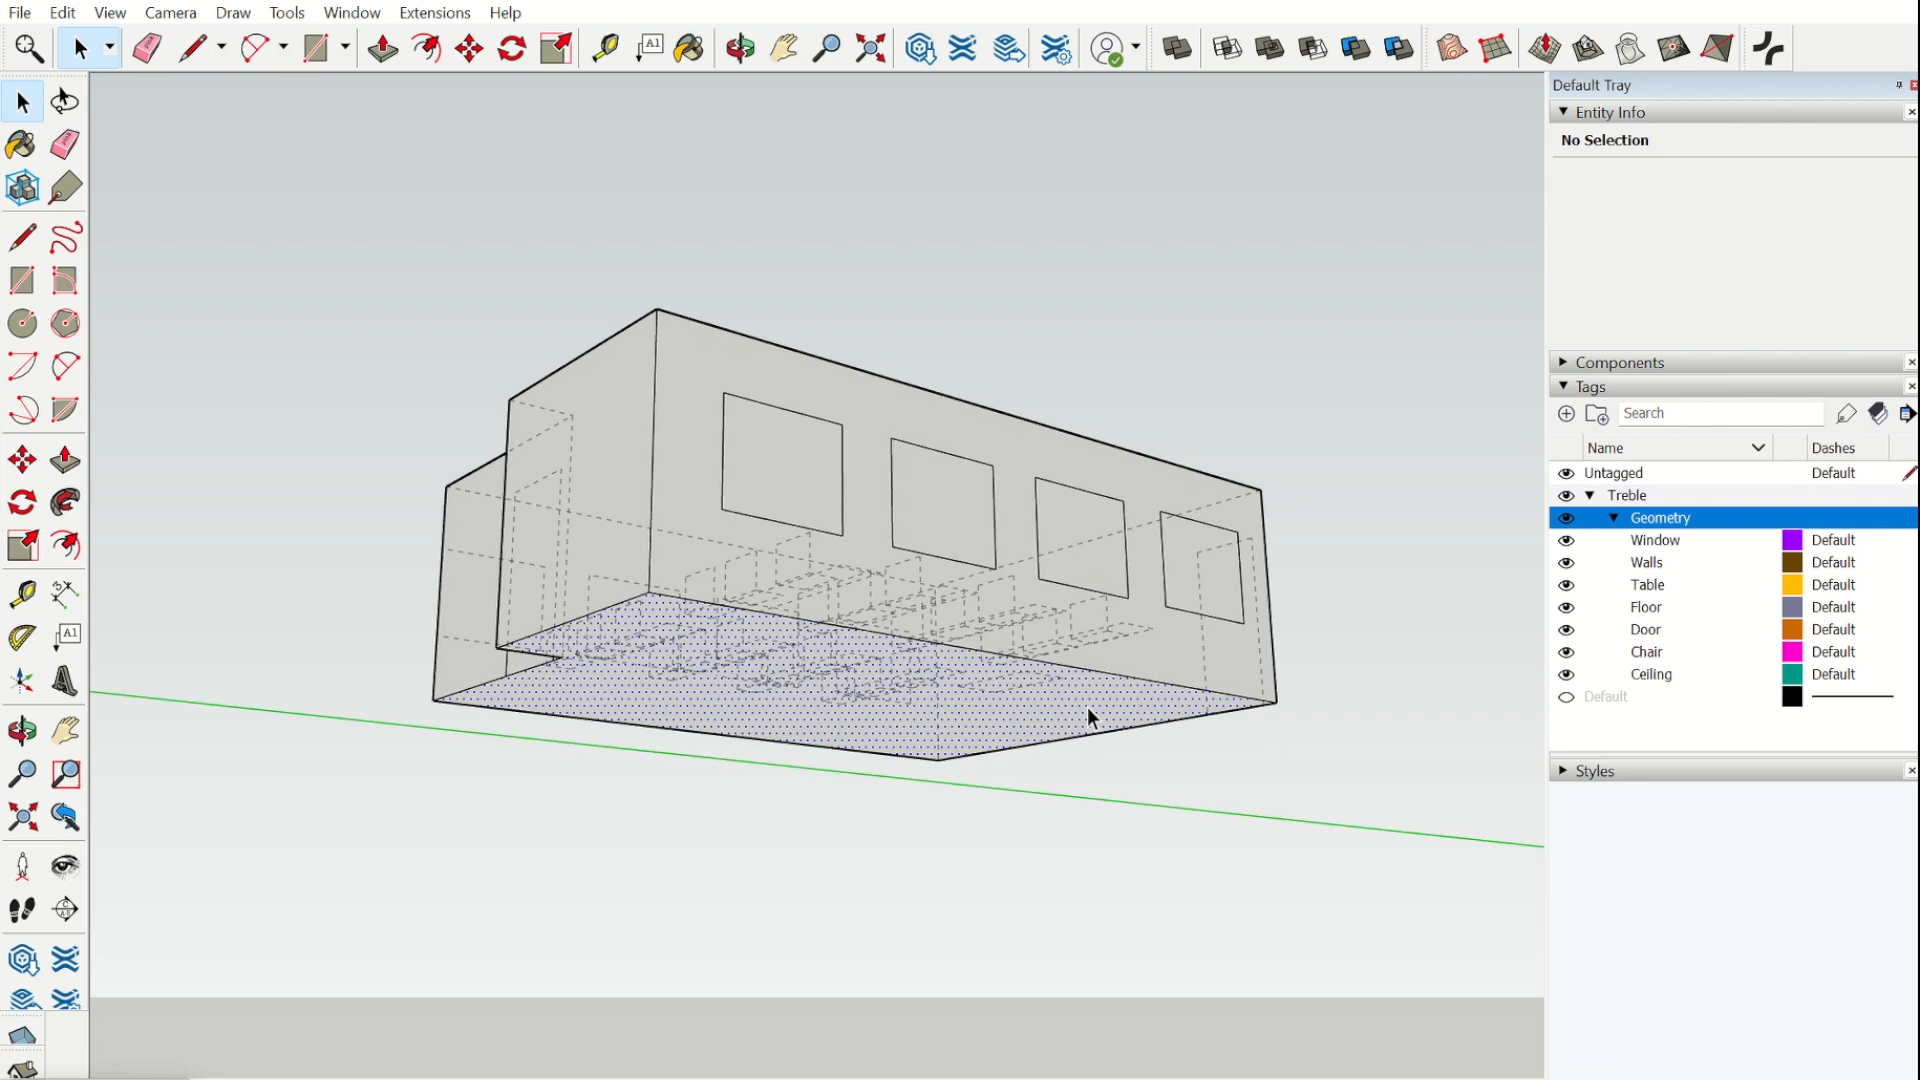 File Edit View Camera Draw Tools Window Extensions Help
A1
Default Tray
Entity Info
No Selection
Components
Tags
Search
Name Dashes
Untagged Default
Treble
Geometry
Window Default
Walls Default
Table Default
Floor Default
Door Default
Chair Default
Ceiling Default
Default
Styles
A1